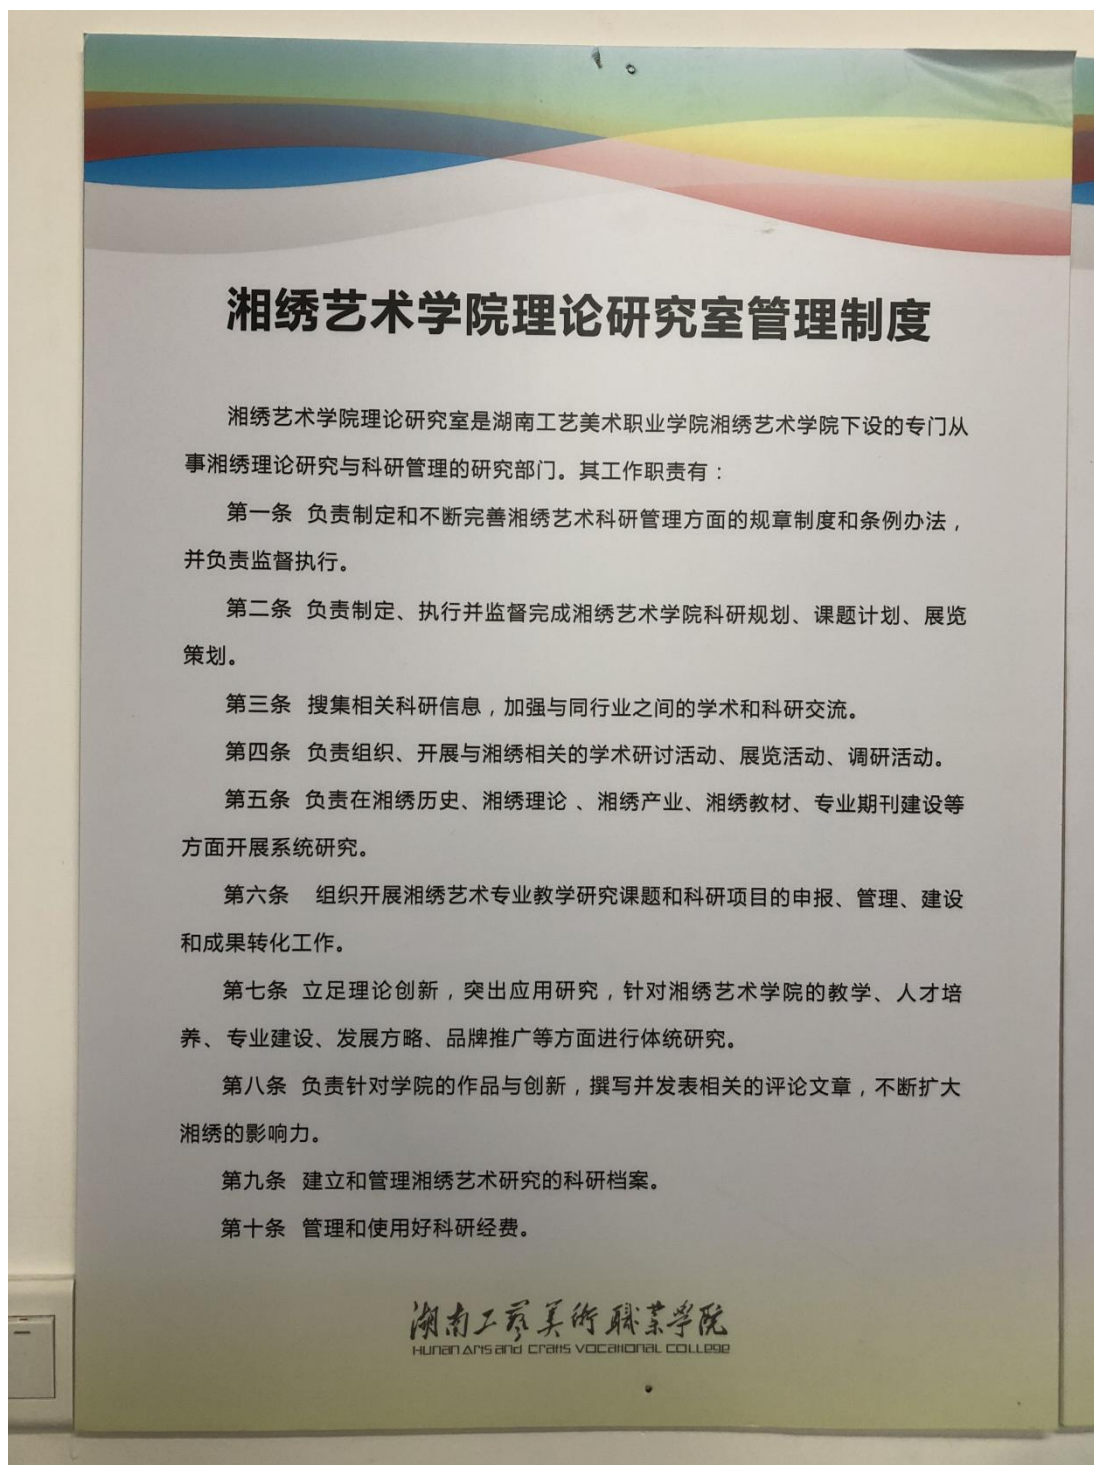 湘绣艺术学院理论研究室管理制度
湘绣艺术学院理论研究室是湖南工艺美术职业学院湘绣艺术学院下设的专门从
事湘绣理论研究与科研管理的研究部门。其工作职责有：
第一条 负责制定和不断完善湘绣艺术科研管理方面的规章制度和条例办法，
并负责监督执行。
第二条 负责制定、执行并监督完成湘绣艺术学院科研规划、课题计划、展览
策划。
第三条 搜集相关科研信息，加强与同行业之间的学术和科研交流。
第四条 负责组织、开展与湘绣相关的学术研讨活动、展览活动、调研活动。
第五条 负责在湘绣历史、湘绣理论 、湘绣产业、湘绣教材、专业期刊建设等
方面开展系统研究。
第六条 组织开展湘绣艺术专业教学研究课题和科研项目的申报、管理、建设
和成果转化工作。
第七条 立足理论创新，突出应用研究，针对湘绣艺术学院的教学、人才培
养、专业建设、发展方略、品牌推广等方面进行体统研究。
第八条 负责针对学院的作品与创新，撰写并发表相关的评论文章，不断扩大
湘绣的影响力。
第九条 建立和管理湘绣艺术研究的科研档案。
第十条 管理和使用好科研经费。
湖南工藝美術職業學院
HUNAN ARTS AND CRAFTS VOCATIONAL COLLEGE